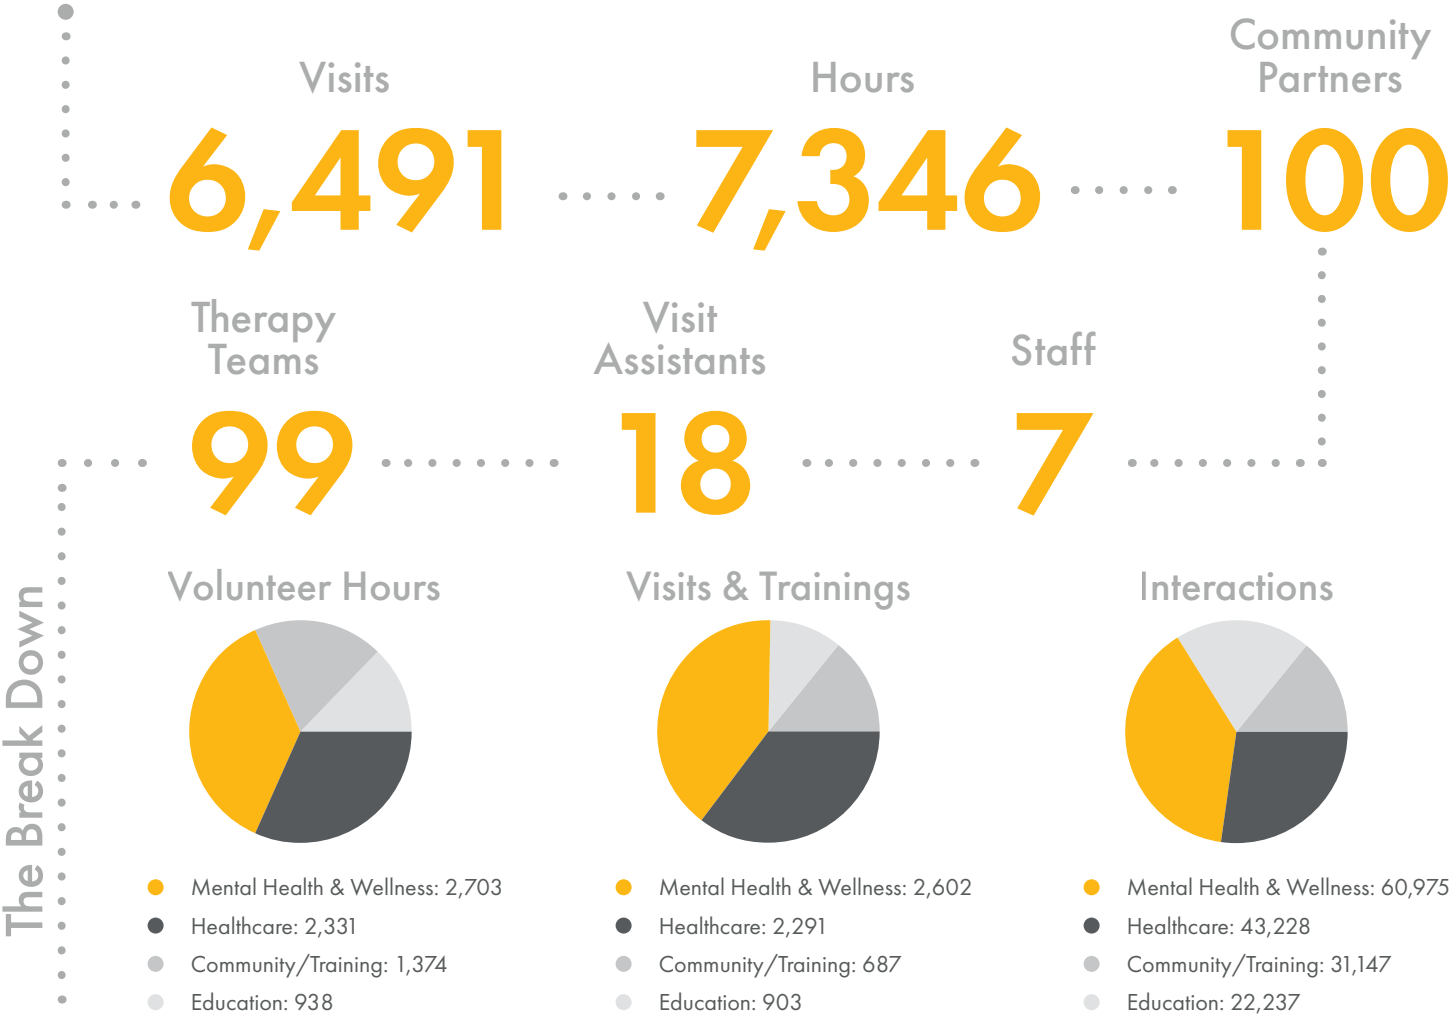 Visits
6,491
Hours
7,346
Community
Partners
100
Therapy
Teams
99
Visit
Assistants
18
Staff
7
The Break Down
Volunteer Hours
Mental Health & Wellness: 2,703
Healthcare: 2,331
Community/Training: 1,374
Education: 938
Visits & Trainings
Mental Health & Wellness: 2,602
Healthcare: 2,291
Community/Training: 687
Education: 903
Interactions
Mental Health & Wellness: 60,975
Healthcare: 43,228
Community/Training: 31,147
Education: 22,237